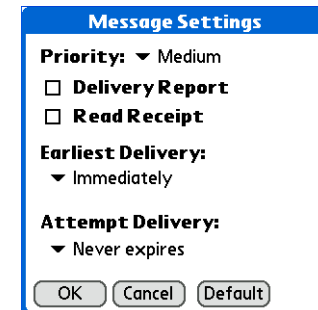 Message Settings
Priority: Medium
Delivery Report
Read Receipt
Earliest Delivery:
Immediately
Attempt Delivery:
Never expires
OK Cancel Default